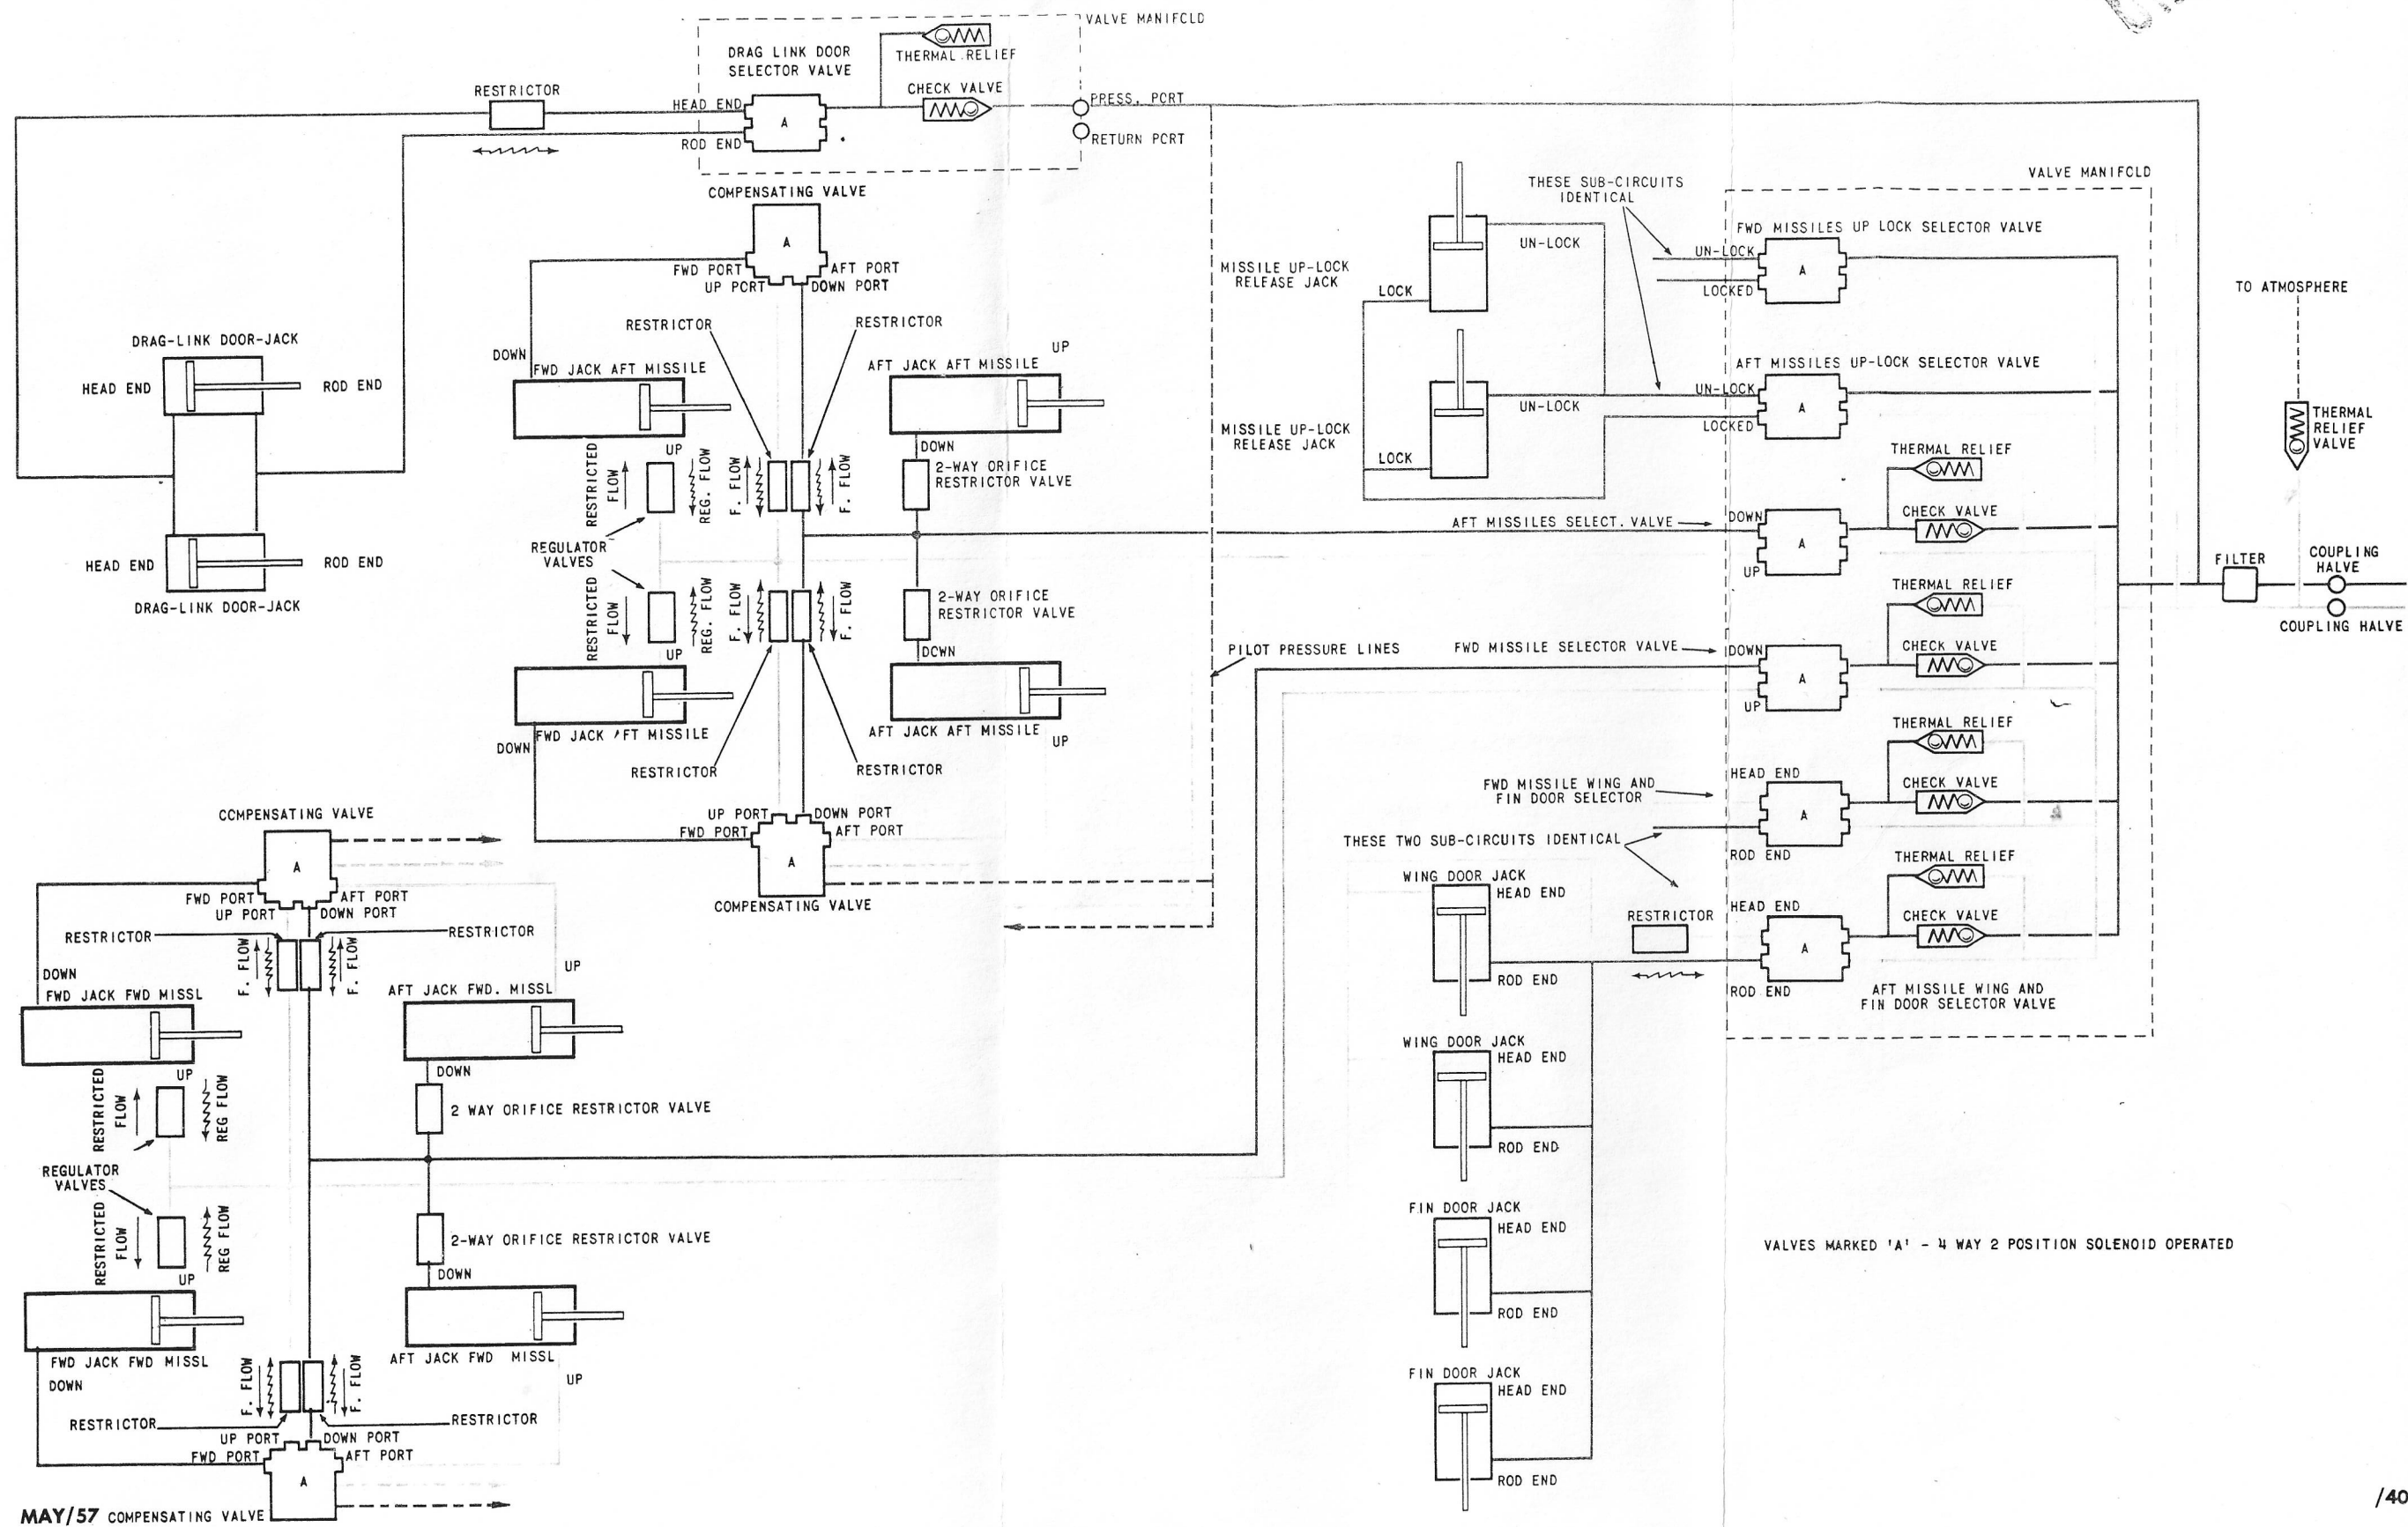 VALVE MANIFCLD
DRAG LINK DOOR
SELECTOR VALVE
THERMAL RELIEF
RESTRICTOR
HEAD END
CHECK VALVE
A
PRESS. PCRT
ROD END
RETURN PCRT
COMPENSATING VALVE
A
FWD PORT
AFT PORT
UP PCRT
DOWN PORT
RESTRICTOR
RESTRICTOR
DOWN
FWD JACK AFT MISSILE
AFT JACK AFT MISSILE
UP
DRAG-LINK DOOR-JACK
HEAD END
ROD END
UP
RESTRICTED
FLOW
REG. FLOW
F. FLOW
F. FLOW
DOWN
2-WAY ORIFICE
RESTRICTOR VALVE
REGULATOR
VALVES
HEAD END
ROD END
DRAG-LINK DOOR-JACK
RESTRICTED
FLOW
REG. FLOW
F. FLOW
F. FLOW
2-WAY ORIFICE
RESTRICTOR VALVE
UP
DCWN
DOWN
FWD JACK AFT MISSILE
AFT JACK AFT MISSILE
UP
RESTRICTOR
RESTRICTOR
UP PORT
DOWN PORT
FWD PORT
AFT PORT
A
COMPENSATING VALVE
THESE SUB-CIRCUITS
IDENTICAL
VALVE MANIFCLD
FWD MISSILES UP LOCK SELECTOR VALVE
UN-LOCK
UN-LOCK
A
MISSILE UP-LOCK
RELEASE JACK
LOCK
LOCKED
TO ATMOSPHERE
AFT MISSILES UP-LOCK SELECTOR VALVE
UN-LOCK
UN-LOCK
A
MISSILE UP-LOCK
RELEASE JACK
LOCKED
LOCK
THERMAL
RELIEF
VALVE
THERMAL RELIEF
AFT MISSILES SELECT. VALVE
DOWN
CHECK VALVE
A
UP
FILTER
COUPLING
HALVE
COUPLING HALVE
THERMAL RELIEF
PILOT PRESSURE LINES
FWD MISSILE SELECTOR VALVE
DOWN
CHECK VALVE
A
UP
THERMAL RELIEF
FWD MISSILE WING AND
FIN DOOR SELECTOR
HEAD END
CHECK VALVE
A
THESE TWO SUB-CIRCUITS IDENTICAL
ROD END
THERMAL RELIEF
WING DOOR JACK
HEAD END
RESTRICTOR
HEAD END
CHECK VALVE
A
ROD END
ROD END
AFT MISSILE WING AND
FIN DOOR SELECTOR VALVE
WING DOOR JACK
HEAD END
ROD END
FIN DOOR JACK
HEAD END
ROD END
FIN DOOR JACK
HEAD END
ROD END
VALVES MARKED 'A' - 4 WAY 2 POSITION SOLENOID OPERATED
CCMPENSATING VALVE
A
FWD PORT
AFT PORT
UP PORT
DOWN PORT
RESTRICTOR
RESTRICTOR
F. FLOW
F. FLOW
DOWN
UP
FWD JACK FWD MISSL
AFT JACK FWD. MISSL
UP
DOWN
RESTRICTED
FLOW
REG FLOW
2 WAY ORIFICE RESTRICTOR VALVE
REGULATOR
VALVES
RESTRICTED
FLOW
REG FLOW
2-WAY ORIFICE RESTRICTOR VALVE
UP
DOWN
FWD JACK FWD MISSL
AFT JACK FWD MISSL
DOWN
UP
F. FLOW
F. FLOW
RESTRICTOR
RESTRICTOR
UP PORT
DOWN PORT
FWD PORT
AFT PORT
A
MAY/57 COMPENSATING VALVE
/40